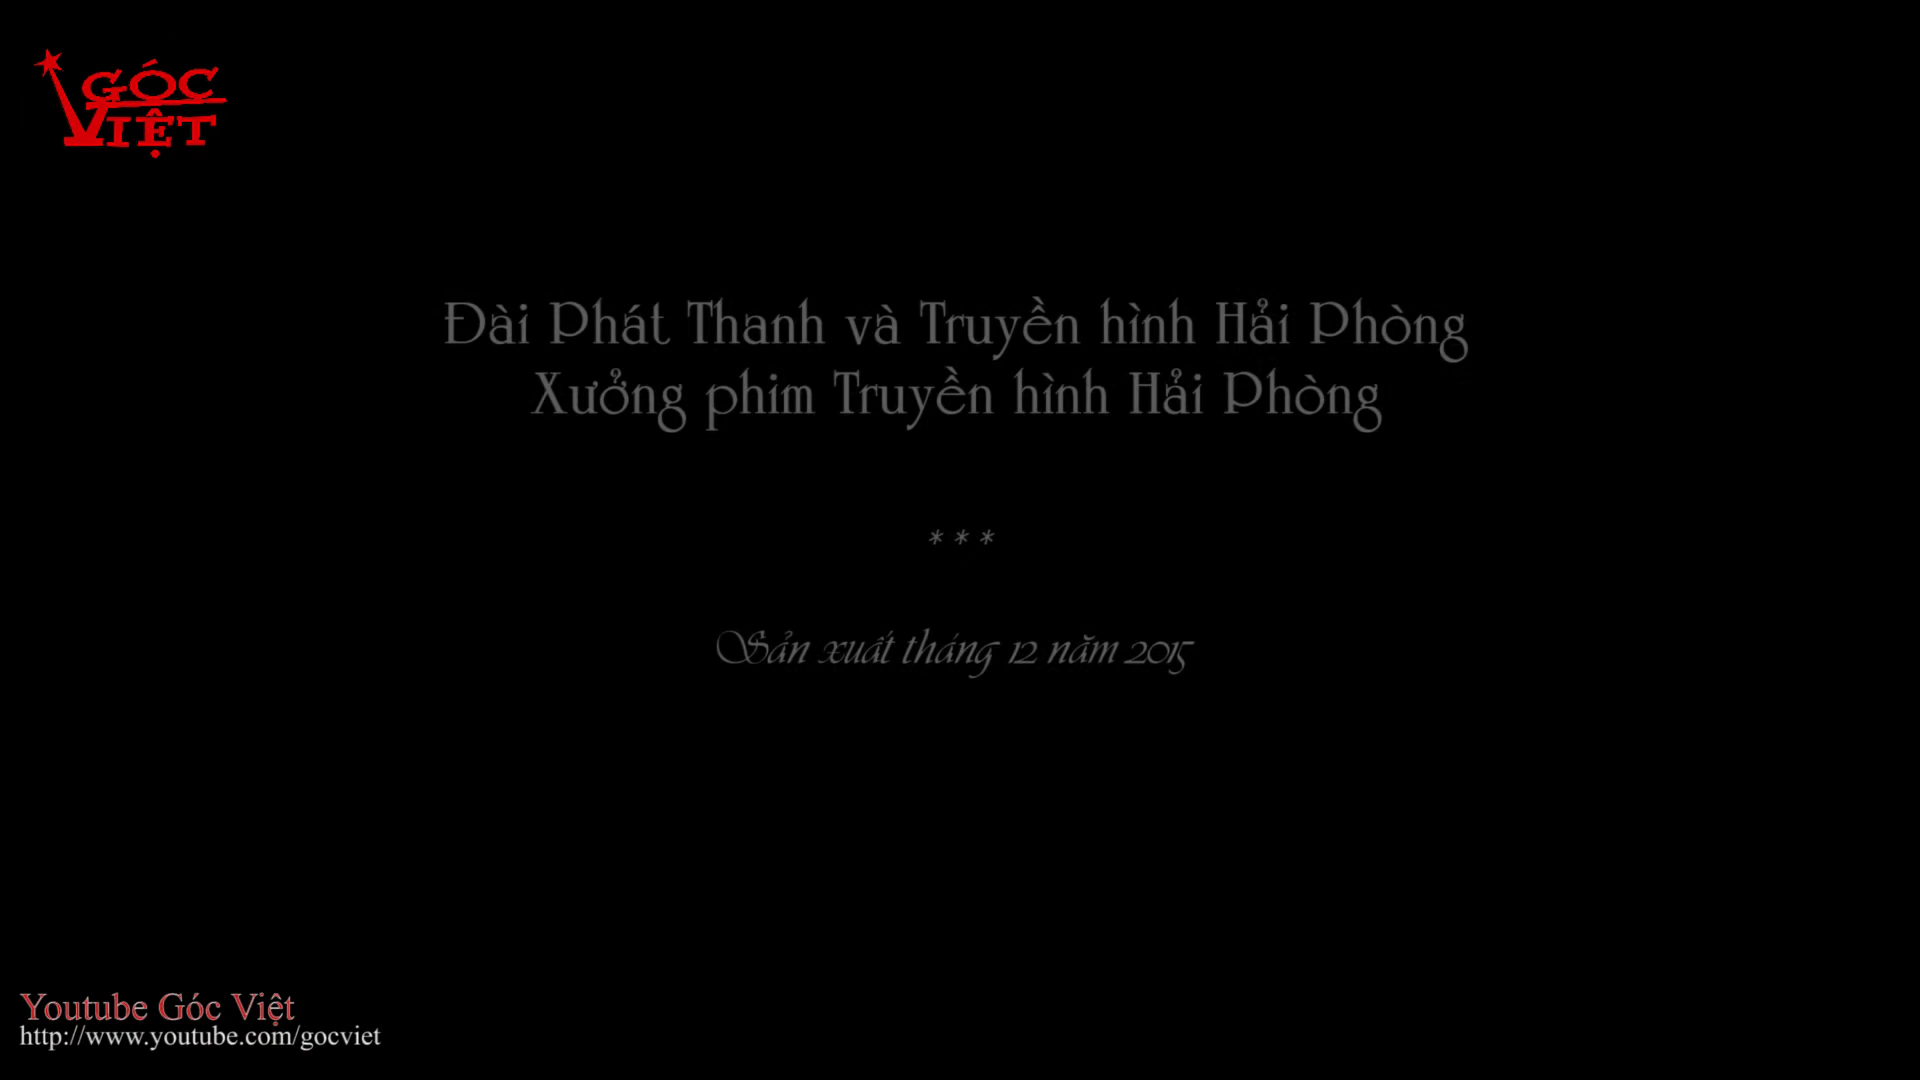 GÓC
VIỆT
Đài Phát Thanh và Truyền hình Hải Phòng
Xưởng phim Truyền hình Hải Phòng
* * *
Sản xuất tháng 12 năm 2015
Youtube Góc Việt
http://www.youtube.com/gocviet